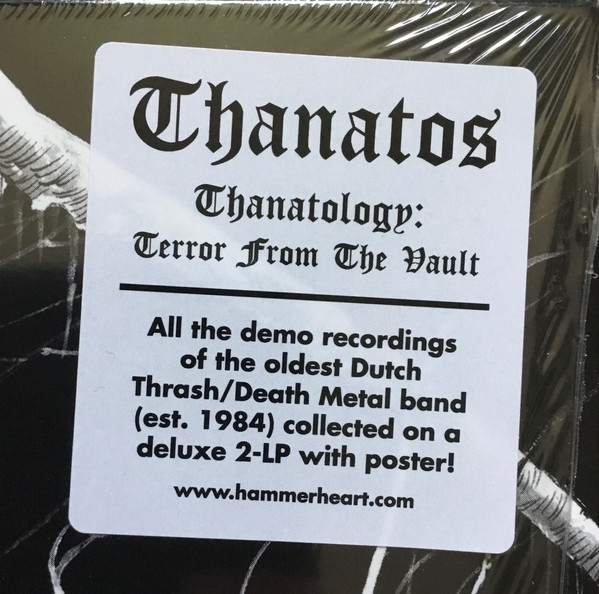 Thanatos
Thanatology:
Terror From The Vault
All the demo recordings
of the oldest Dutch
Thrash/Death Metal band
(est. 1984) collected on a
deluxe 2-LP with poster!
www.hammerheart.com